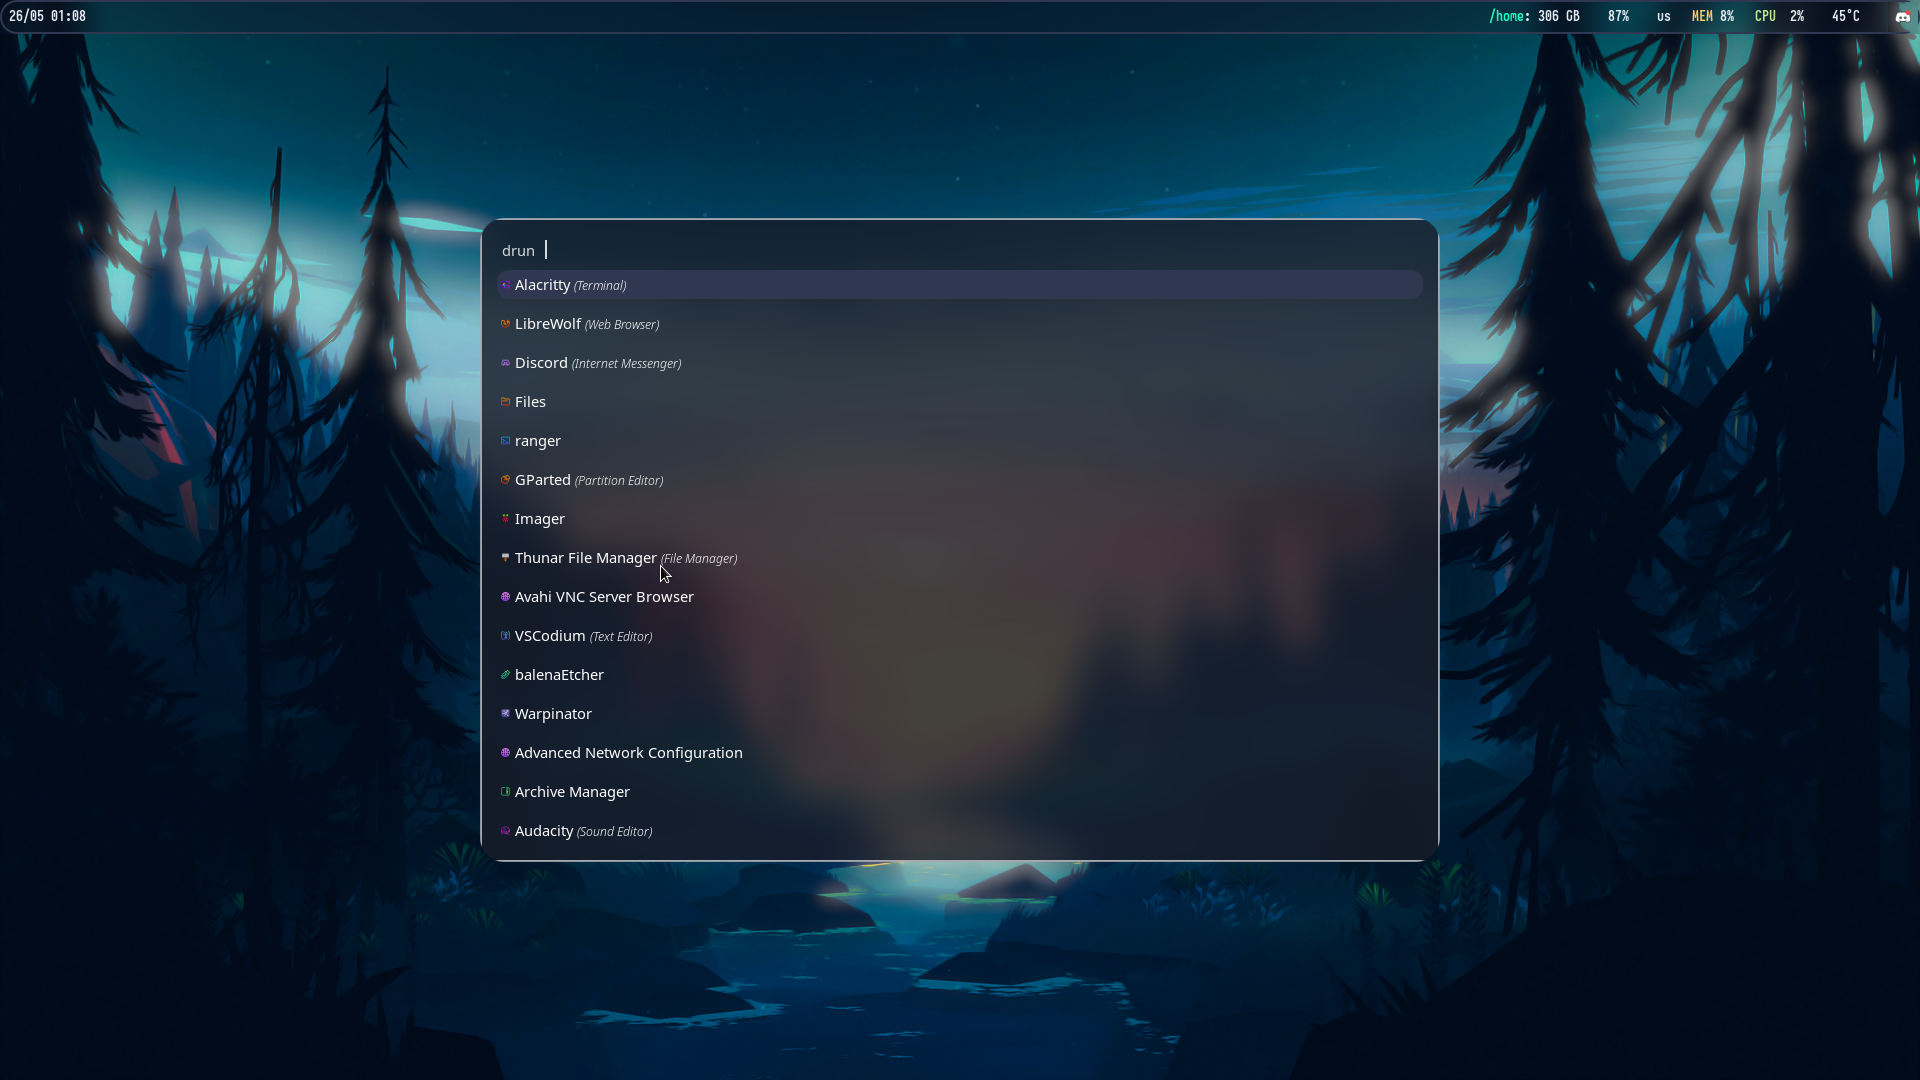 26/05 01:08
/home: 306 GB 87% us MEM 8% CPU 2% 45°C
drun
Alacritty (Terminal)
LibreWolf (Web Browser)
Discord (Internet Messenger)
Files
ranger
GParted (Partition Editor)
Imager
Thunar File Manager (File Manager)
Avahi VNC Server Browser
VSCodium (Text Editor)
balenaEtcher
Warpinator
Advanced Network Configuration
Archive Manager
Audacity (Sound Editor)